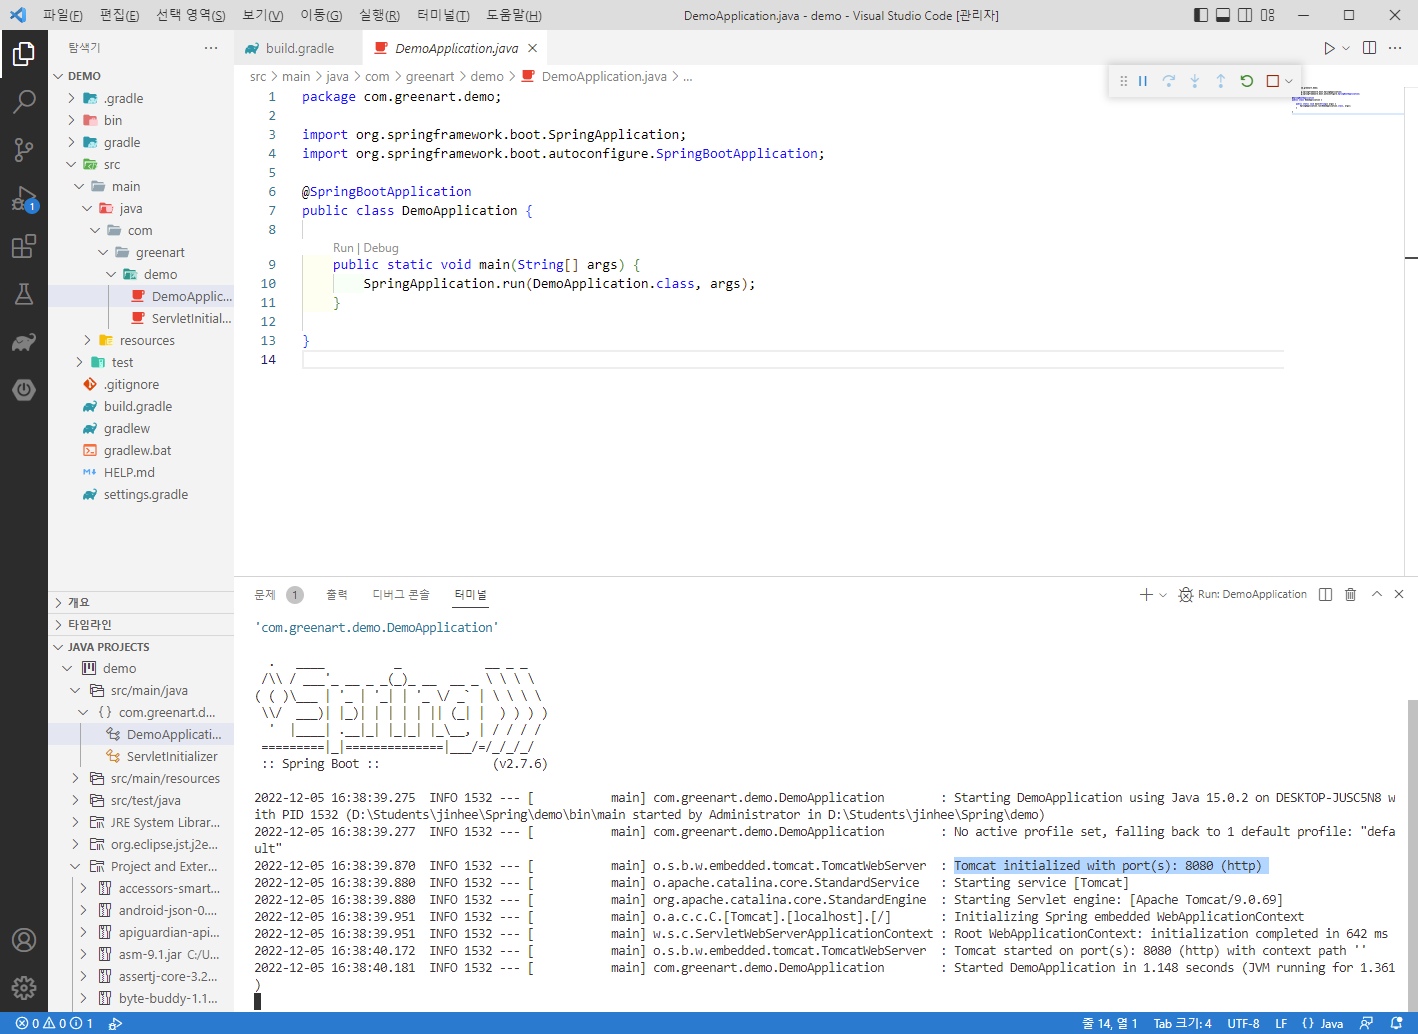 파일(F) 편집(E) 선택 영역(S) 보기(V) 이동(G) 실행(R) 터미널(T) 도움말(H) DemoApplication.java - demo - Visual Studio Code [관리자]
탐색기
build.gradle
DemoApplication.java
src > main > java > com > greenart > demo > DemoApplication.java > ...
DEMO
.gradle
bin
gradle
src
main
java
com
greenart
demo
DemoApplic...
ServletInitial...
resources
test
.gitignore
build.gradle
gradlew
gradlew.bat
HELP.md
settings.gradle
개요
타임라인
JAVA PROJECTS
demo
src/main/java
com.greenart.d...
DemoApplicati...
ServletInitializer
src/main/resources
src/test/java
JRE System Librar...
org.eclipse.jst.j2e...
Project and Exter...
accessors-smart...
android-json-0....
apiguardian-api...
asm-9.1.jar C:/U...
assertj-core-3.2...
byte-buddy-1.1...
1
1 package com.greenart.demo;
2
3 import org.springframework.boot.SpringApplication;
4 import org.springframework.boot.autoconfigure.SpringBootApplication;
5
6 @SpringBootApplication
7 public class DemoApplication {
8
Run | Debug
9 public static void main(String[] args) {
10 SpringApplication.run(DemoApplication.class, args);
11 }
12
13 }
14
문제 1 출력 디버그 콘솔 터미널 Run: DemoApplication
'com.greenart.demo.DemoApplication'
Spring
:: Spring Boot :: (v2.7.6)
2022-12-05 16:38:39.275 INFO 1532 --- [ main] com.greenart.demo.DemoApplication : Starting DemoApplication using Java 15.0.2 on DESKTOP-JUSC5N8 w
ith PID 1532 (D:\Students\jinhee\Spring\demo\bin\main started by Administrator in D:\Students\jinhee\Spring\demo)
2022-12-05 16:38:39.277 INFO 1532 --- [ main] com.greenart.demo.DemoApplication : No active profile set, falling back to 1 default profile: "defa
ult"
2022-12-05 16:38:39.870 INFO 1532 --- [ main] o.s.b.w.embedded.tomcat.TomcatWebServer : Tomcat initialized with port(s): 8080 (http)
2022-12-05 16:38:39.880 INFO 1532 --- [ main] o.apache.catalina.core.StandardService : Starting service [Tomcat]
2022-12-05 16:38:39.880 INFO 1532 --- [ main] org.apache.catalina.core.StandardEngine : Starting Servlet engine: [Apache Tomcat/9.0.69]
2022-12-05 16:38:39.951 INFO 1532 --- [ main] o.a.c.c.C.[Tomcat].[localhost].[/] : Initializing Spring embedded WebApplicationContext
2022-12-05 16:38:39.951 INFO 1532 --- [ main] w.s.c.ServletWebServerApplicationContext : Root WebApplicationContext: initialization completed in 642 ms
2022-12-05 16:38:40.172 INFO 1532 --- [ main] o.s.b.w.embedded.tomcat.TomcatWebServer : Tomcat started on port(s): 8080 (http) with context path ''
2022-12-05 16:38:40.181 INFO 1532 --- [ main] com.greenart.demo.DemoApplication : Started DemoApplication in 1.148 seconds (JVM running for 1.361
)
0 0 1 줄 14, 열 1 Tab 크기: 4 UTF-8 LF {} Java